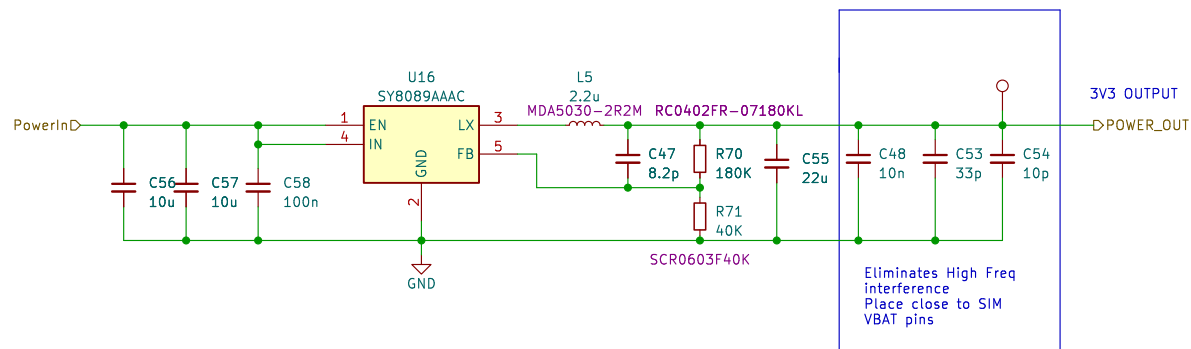 U16
SY8089AAAC
L5
2.2u
MDA5030-2R2M
RC0402FR-07180KL
3V3 OUTPUT
PowerIn
1
EN
LX
3
POWER_OUT
4
IN
FB
5
GND
2
C56
10u
C57
10u
C58
100n
C47
8.2p
R70
180K
C55
22u
C48
10n
C53
33p
C54
10p
R71
40K
SCR0603F40K
GND
Eliminates High Freq
interference
Place close to SIM
VBAT pins